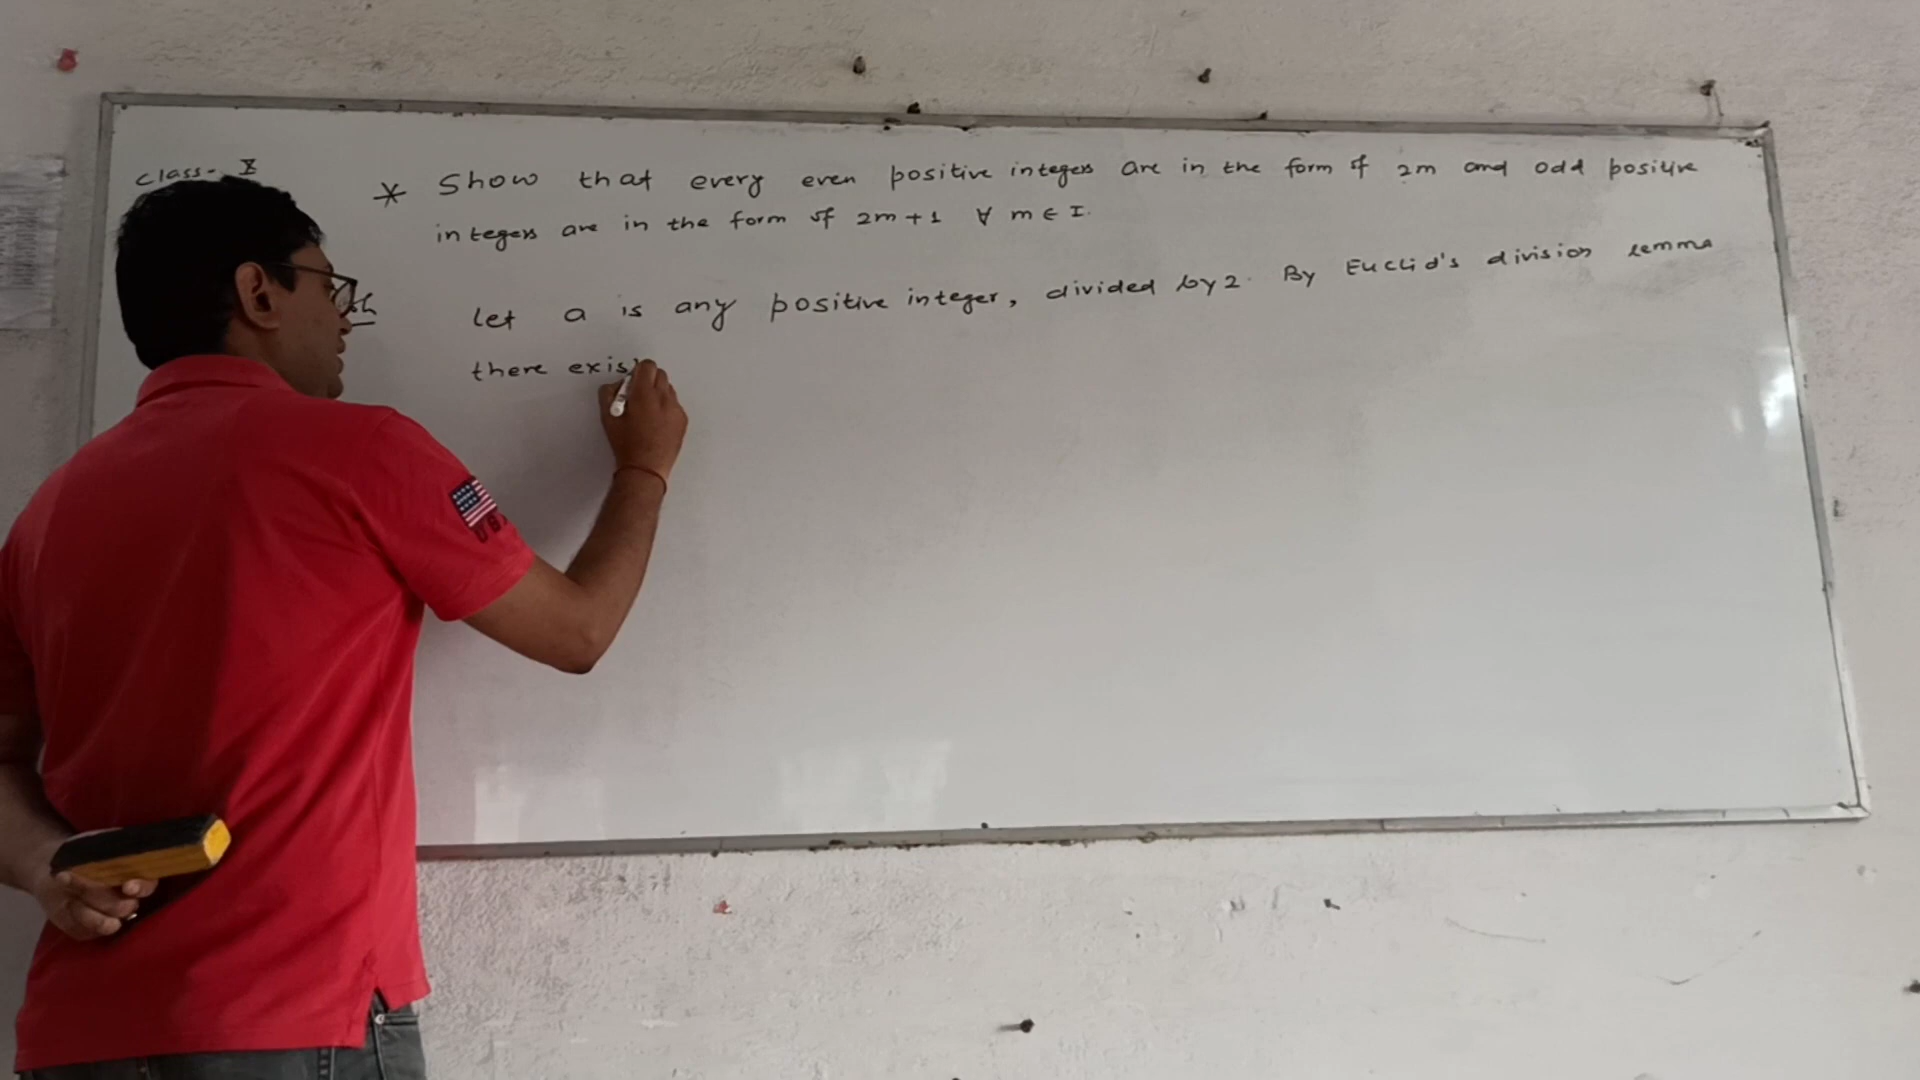 class- X
* Show that every even positive integers are in the form of 2m and odd positive
integers are in the form of 2m+1 ∀ m ∈ I.
let a is any positive integer, divided by 2. By Euclid's division lemma
there exis